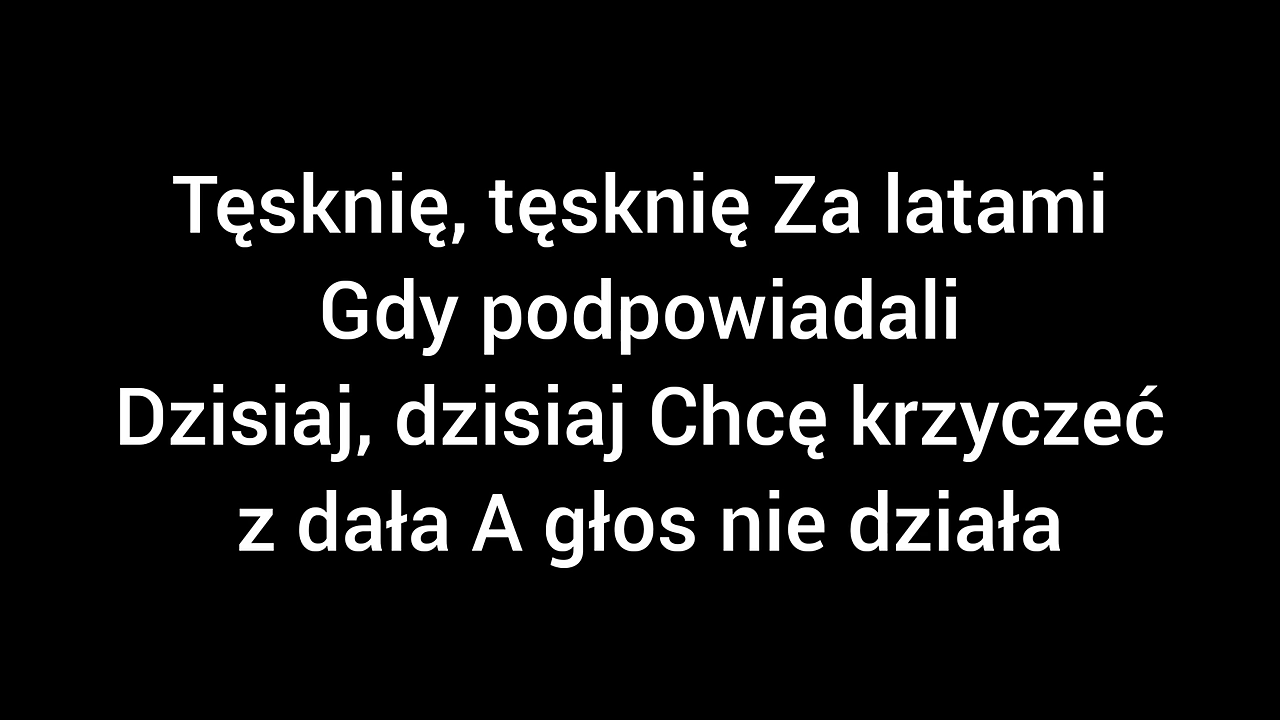 Tęsknię, tęsknię Za latami
Gdy podpowiadali
Dzisiaj, dzisiaj Chcę krzyczeć
z dała A głos nie działa